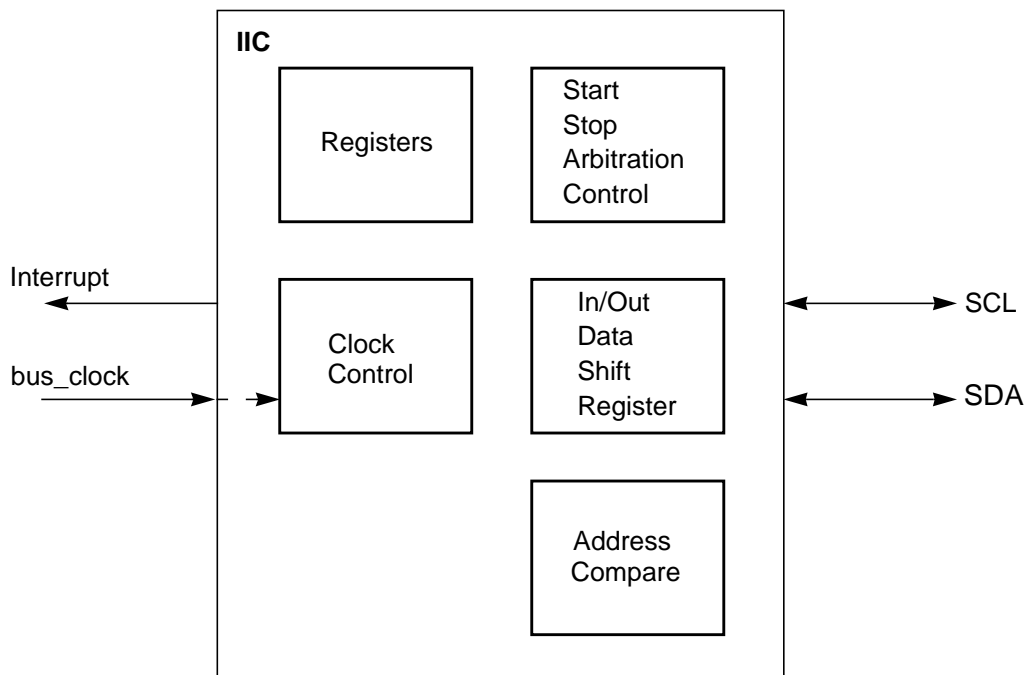 IIC
Registers
Start
Stop
Arbitration
Control
Interrupt
bus_clock
Clock
Control
In/Out
Data
Shift
Register
SCL
SDA
Address
Compare